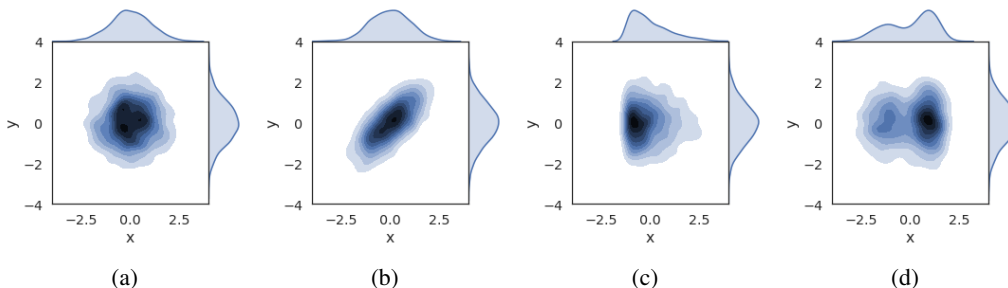 4 4 4 4
2 2 2 2
y 0 y 0 y 0 y 0
−2 −2 −2 −2
−4 −4 −4 −4
−2.5 0.0 2.5 −2.5 0.0 2.5 −2.5 0.0 2.5 −2.5 0.0 2.5
x x x x
(a) (b) (c) (d)